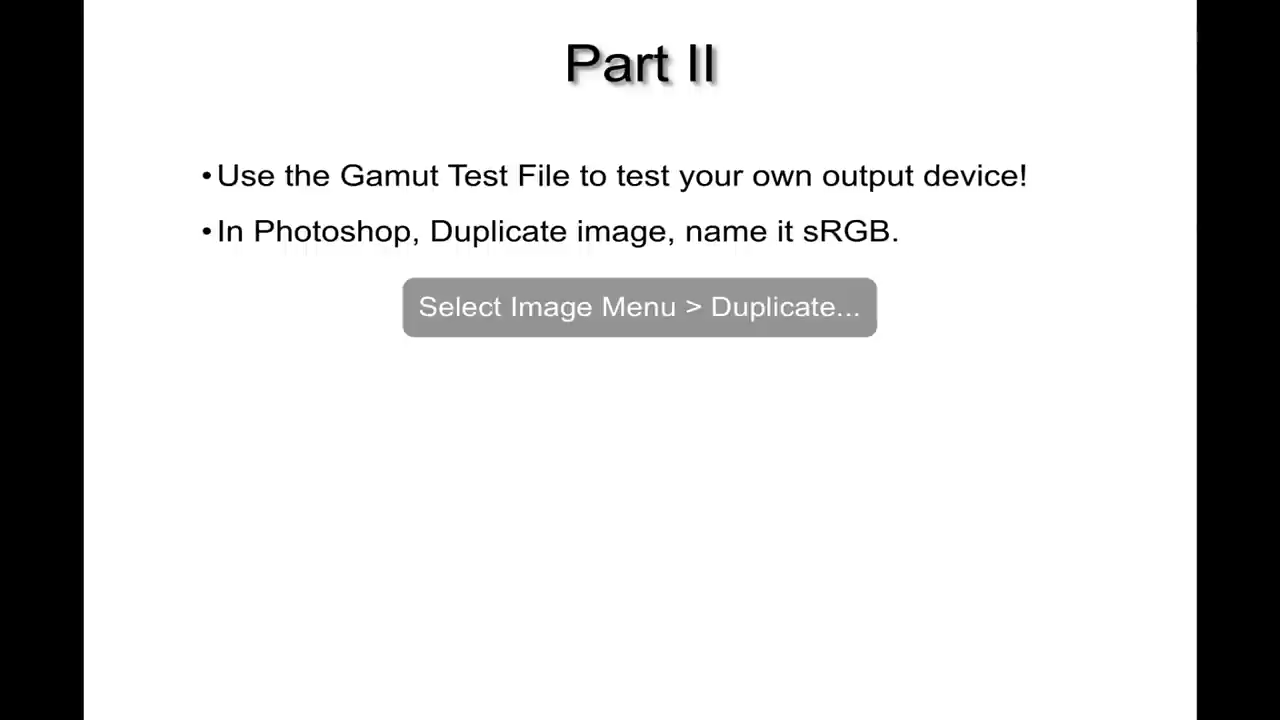 Part II
•Use the Gamut Test File to test your own output device!
•In Photoshop, Duplicate image, name it sRGB.
Select Image Menu > Duplicate...